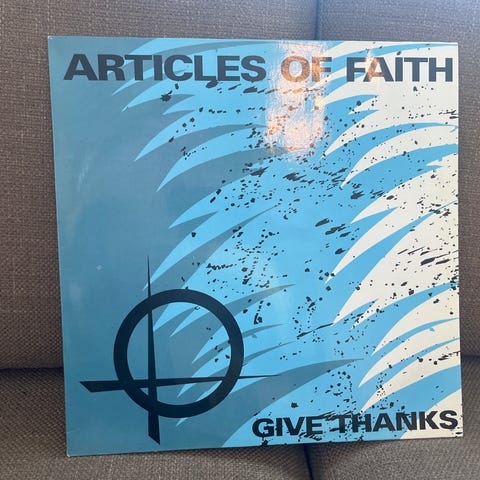 ARTICLES OF FAITH
GIVE THANKS